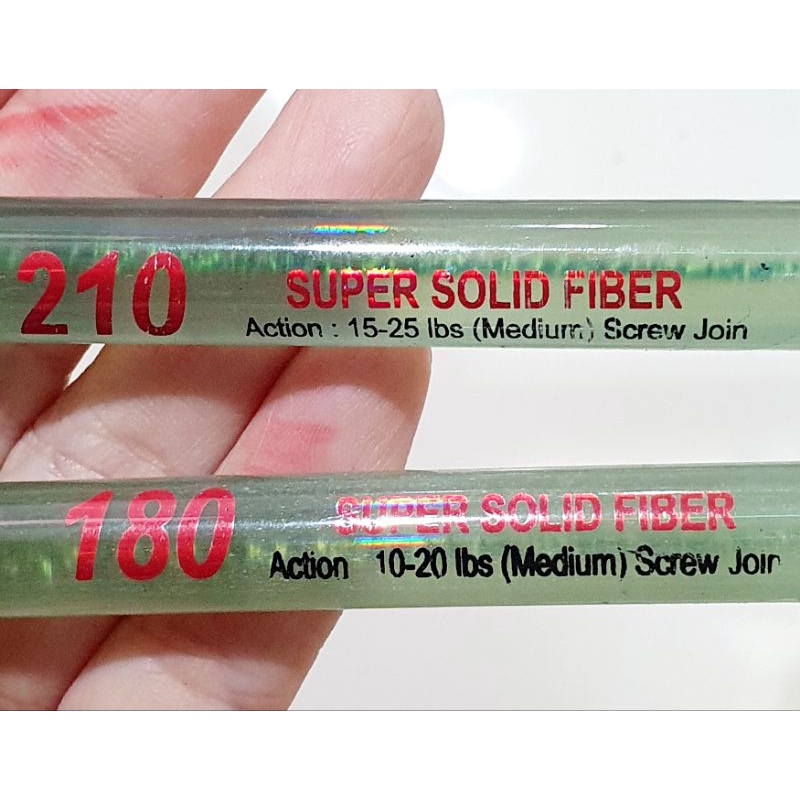 210 SUPER SOLID FIBER
Action : 15-25 lbs (Medium) Screw Join
180 SUPER SOLID FIBER
Action 10-20 lbs (Medium) Screw Join